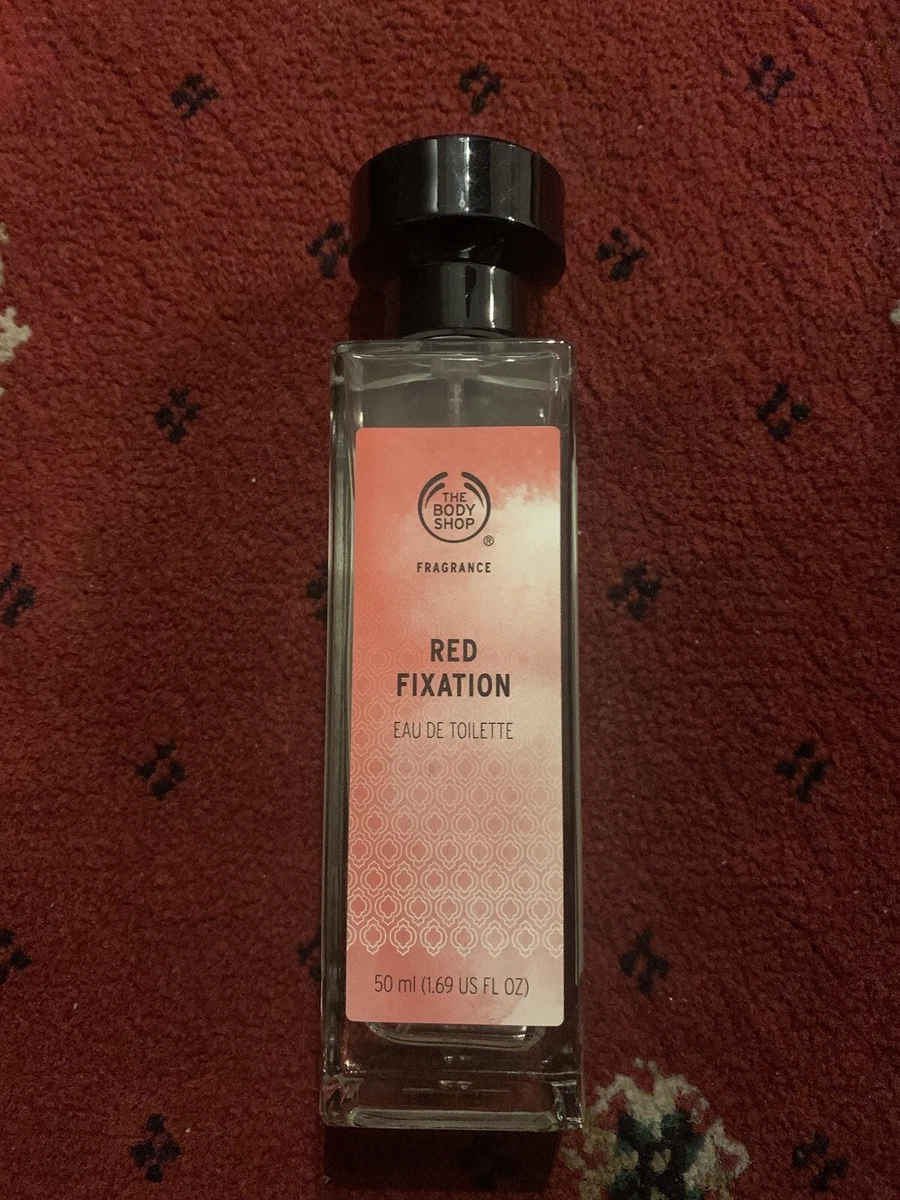 THE
BODY
SHOP
®
FRAGRANCE
RED
FIXATION
EAU DE TOILETTE
50 ml (1.69 US FL OZ)